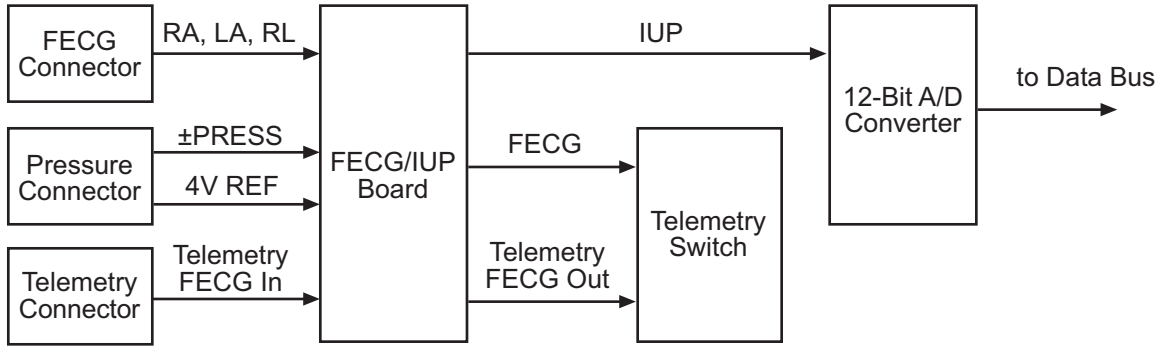 FECG
Connector
RA, LA, RL
Pressure
Connector
±PRESS
4V REF
Telemetry
Connector
Telemetry
FECG In
FECG/IUP
Board
IUP
FECG
Telemetry
FECG Out
Telemetry
Switch
12-Bit A/D
Converter
to Data Bus